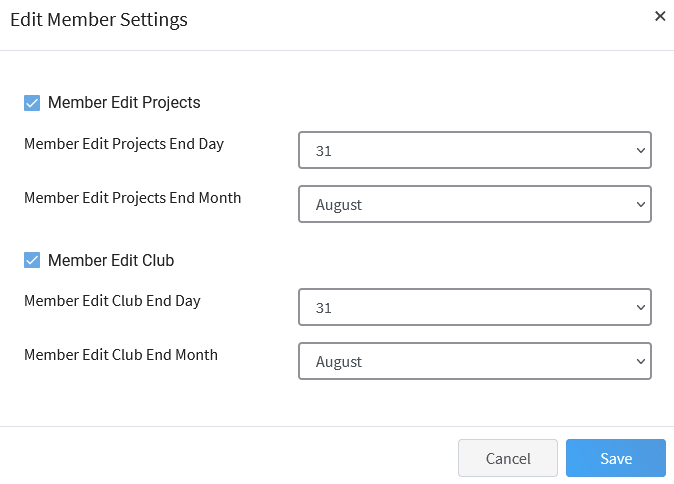 Edit Member Settings
×
Member Edit Projects
Member Edit Projects End Day
31
Member Edit Projects End Month
August
Member Edit Club
Member Edit Club End Day
31
Member Edit Club End Month
August
Cancel
Save